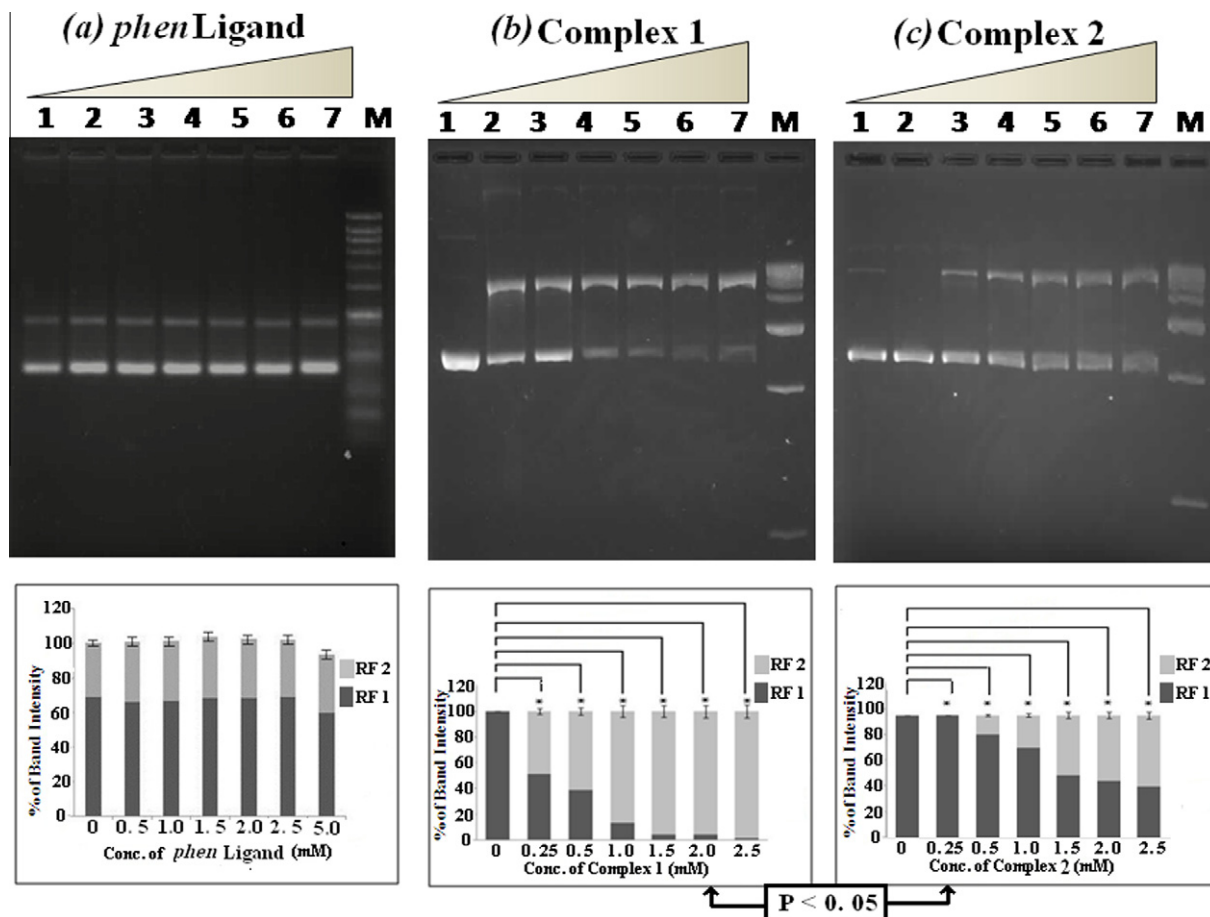 (a) phen Ligand
1 2 3 4 5 6 7 M
(b) Complex 1
1 2 3 4 5 6 7 M
(c) Complex 2
1 2 3 4 5 6 7 M
% of Band Intensity
120
100
80
60
40
20
0
RF 2
RF 1
0 0.5 1.0 1.5 2.0 2.5 5.0
Conc. of phen Ligand (mM)
% of Band Intensity
120
100
80
60
40
20
0
* * * * * *
RF 2
RF 1
0 0.25 0.5 1.0 1.5 2.0 2.5
Conc. of Complex 1 (mM)
% of Band Intensity
120
100
80
60
40
20
0
* * * * * *
RF 2
RF 1
0 0.25 0.5 1.0 1.5 2.0 2.5
Conc. of Complex 2 (mM)
P < 0.05